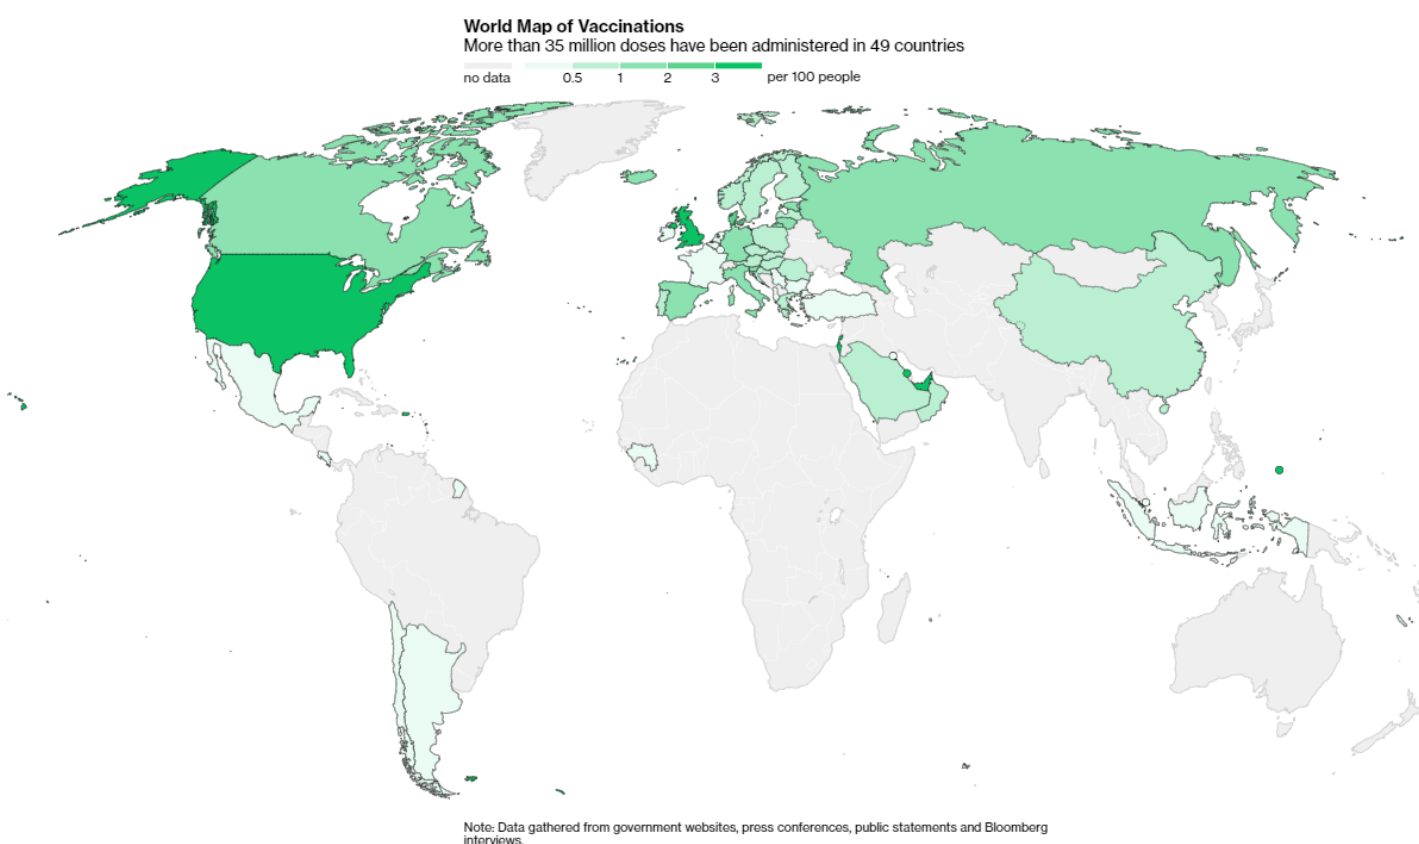 World Map of Vaccinations
More than 35 million doses have been administered in 49 countries
no data 0.5 1 2 3 per 100 people
Note: Data gathered from government websites, press conferences, public statements and Bloomberg
interviews.